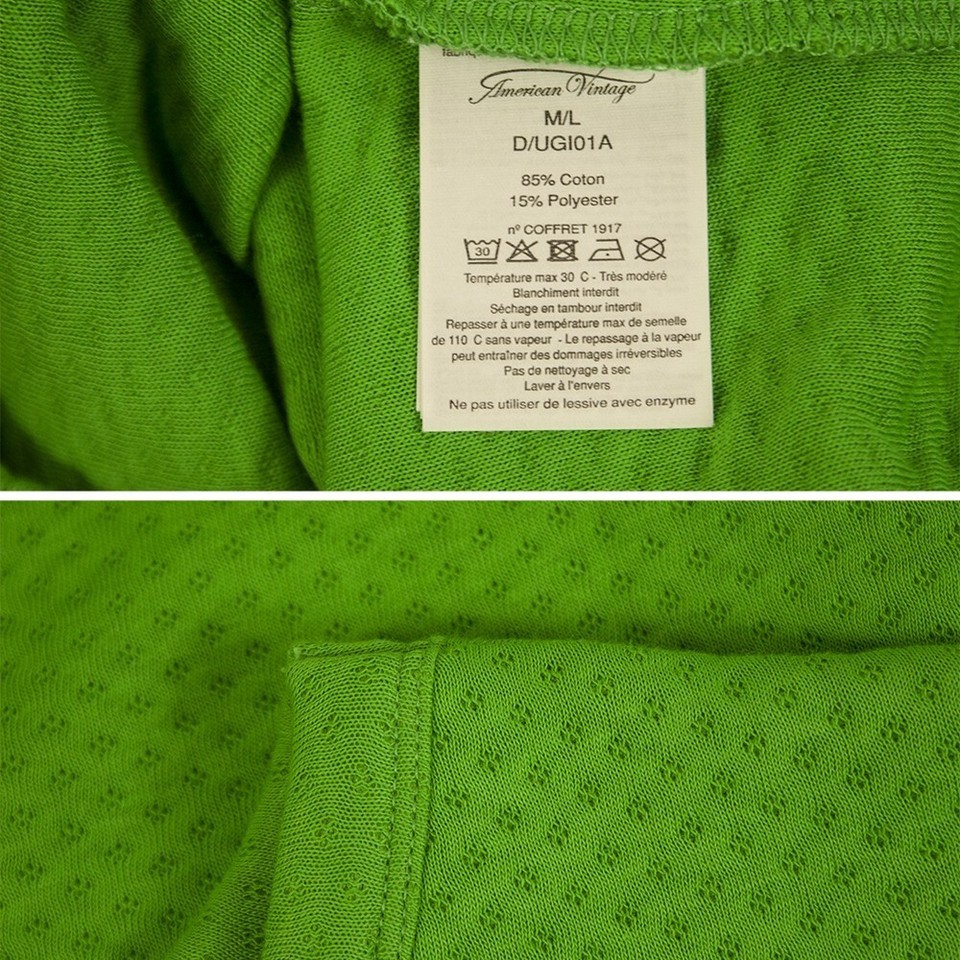 American Vintage
M/L
D/UGI01A
85% Coton
15% Polyester
nº COFFRET 1917
30
Température max 30 C - Très modéré
Blanchiment interdit
Séchage en tambour interdit
Repasser à une température max de semelle
de 110 C sans vapeur - Le repassage à la vapeur
peut entraîner des dommages irréversibles
Pas de nettoyage à sec
Laver à l'envers
Ne pas utiliser de lessive avec enzyme